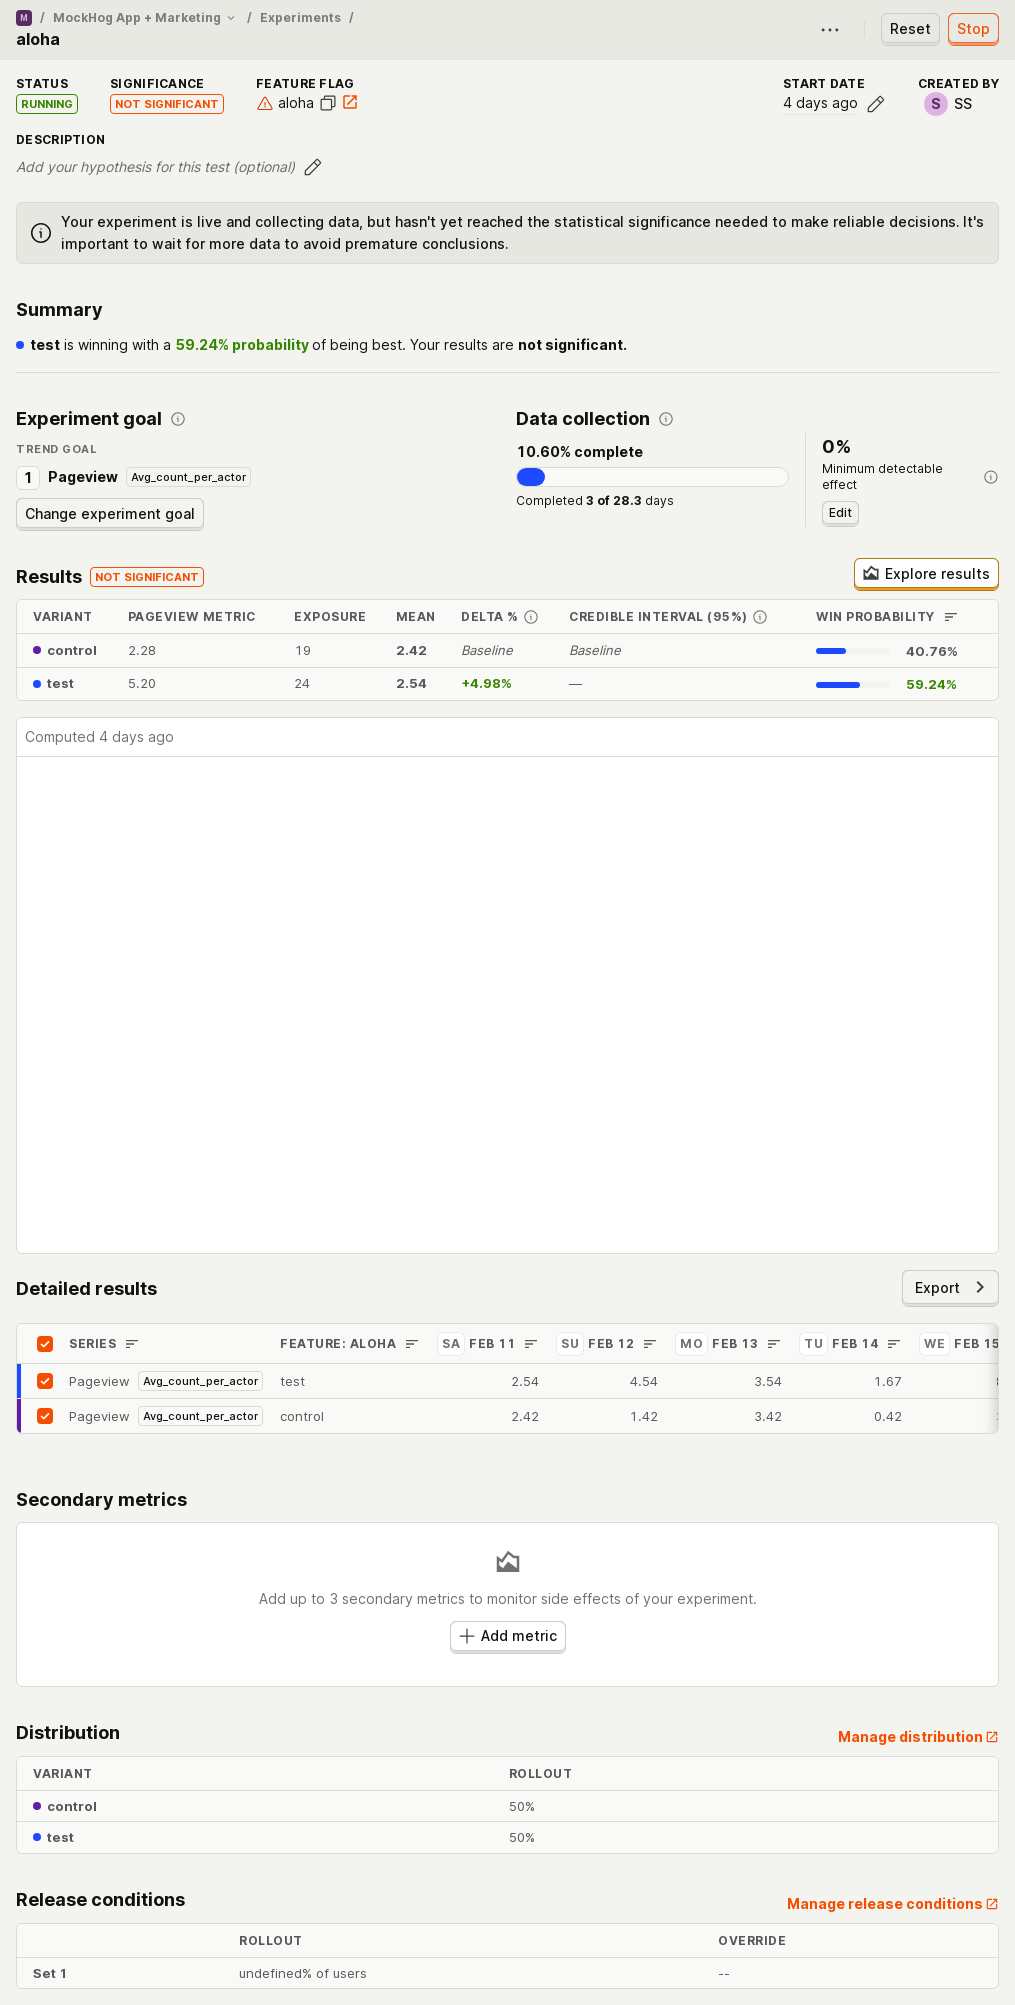 M / MockHog App + Marketing / Experiments /
aloha
Reset Stop
STATUS SIGNIFICANCE FEATURE FLAG START DATE CREATED BY
RUNNING NOT SIGNIFICANT aloha 4 days ago S SS
DESCRIPTION
Add your hypothesis for this test (optional)
Your experiment is live and collecting data, but hasn't yet reached the statistical significance needed to make reliable decisions. It's
important to wait for more data to avoid premature conclusions.
Summary
test is winning with a 59.24% probability of being best. Your results are not significant.
Experiment goal
TREND GOAL
1 Pageview Avg_count_per_actor
Change experiment goal
Data collection
10.60% complete
Completed 3 of 28.3 days
0%
Minimum detectable
effect
Edit
Results NOT SIGNIFICANT
Explore results
VARIANT PAGEVIEW METRIC EXPOSURE MEAN DELTA % CREDIBLE INTERVAL (95%) WIN PROBABILITY
control 2.28 19 2.42 Baseline Baseline 40.76%
test 5.20 24 2.54 +4.98% — 59.24%
Computed 4 days ago
Detailed results
Export
SERIES FEATURE: ALOHA SA FEB 11 SU FEB 12 MO FEB 13 TU FEB 14 WE FEB 15
Pageview Avg_count_per_actor test 2.54 4.54 3.54 1.67
Pageview Avg_count_per_actor control 2.42 1.42 3.42 0.42
Secondary metrics
Add up to 3 secondary metrics to monitor side effects of your experiment.
Add metric
Distribution
Manage distribution
VARIANT ROLLOUT
control 50%
test 50%
Release conditions
Manage release conditions
ROLLOUT OVERRIDE
Set 1 undefined% of users --